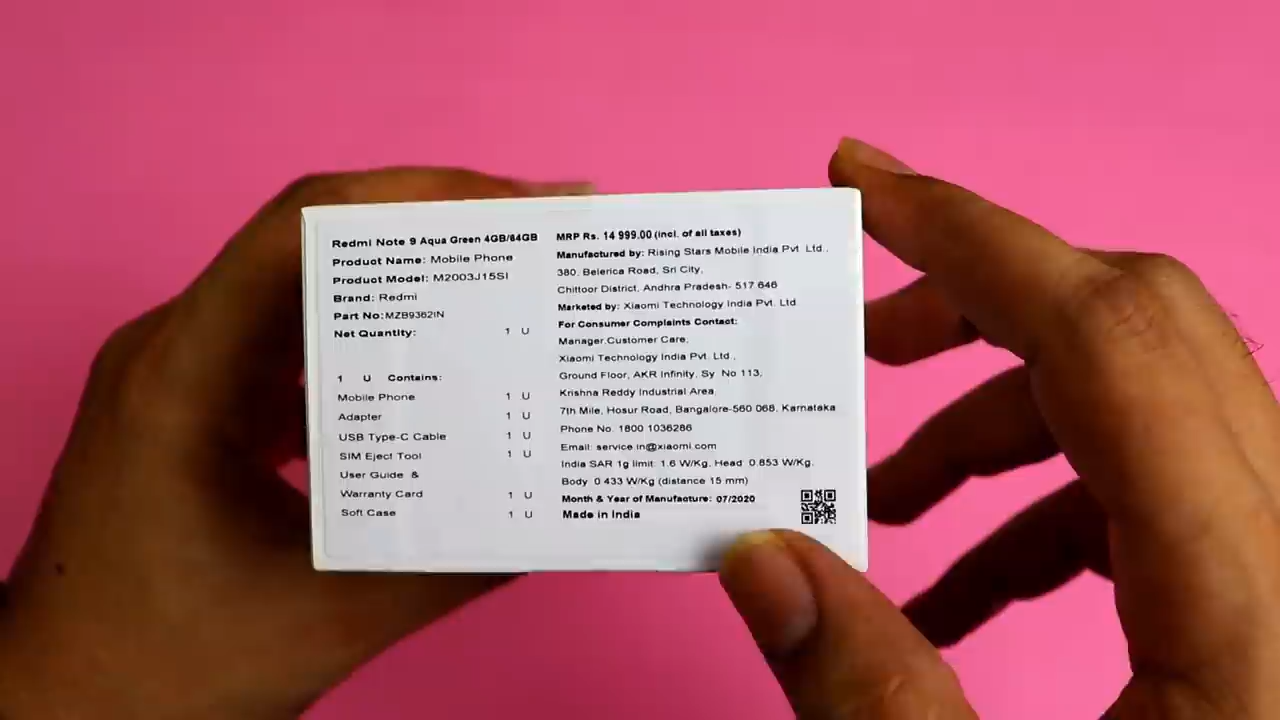 Redmi Note 9 Aqua Green 4GB/64GB
Product Name: Mobile Phone
Product Model: M2003J15SI
Brand: Redmi
Part No: MZB9362IN
Net Quantity: 1 U
1 U Contains:
Mobile Phone 1 U
Adapter 1 U
USB Type-C Cable 1 U
SIM Eject Tool 1 U
User Guide &
Warranty Card 1 U
Soft Case 1 U
MRP Rs. 14 999.00 (incl. of all taxes)
Manufactured by: Rising Stars Mobile India Pvt. Ltd.,
380, Belerica Road, Sri City,
Chittoor District, Andhra Pradesh- 517 646
Marketed by: Xiaomi Technology India Pvt. Ltd.
For Consumer Complaints Contact:
Manager,Customer Care,
Xiaomi Technology India Pvt. Ltd.,
Ground Floor, AKR Infinity, Sy No 113,
Krishna Reddy Industrial Area,
7th Mile, Hosur Road, Bangalore-560 068, Karnataka
Phone No. 1800 1036286
Email: service.in@xiaomi.com
India SAR 1g limit: 1.6 W/Kg, Head 0.853 W/Kg,
Body 0.433 W/Kg (distance 15 mm)
Month & Year of Manufacture: 07/2020
Made in India